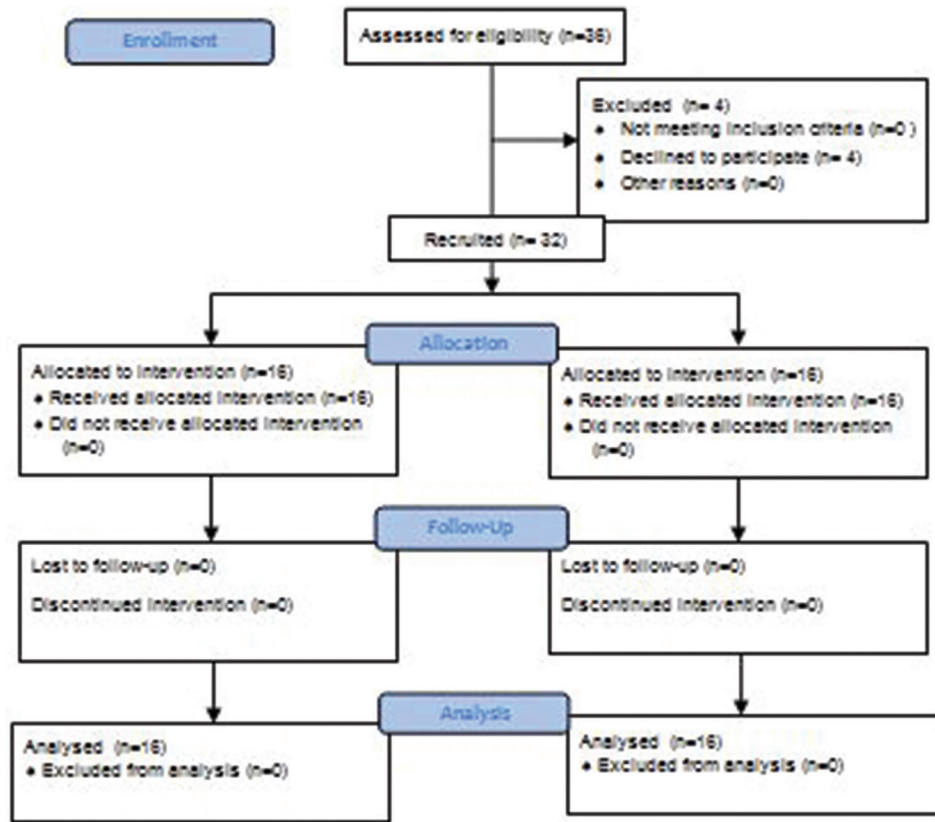 Enrollment
Assessed for eligibility (n=36)
Excluded (n= 4)
• Not meeting inclusion criteria (n=0 )
• Declined to participate (n= 4)
• Other reasons (n=0)
Recruited (n= 32)
Allocation
Allocated to intervention (n=16)
• Received allocated intervention (n=16)
• Did not receive allocated intervention
(n=0)
Allocated to intervention (n=16)
• Received allocated intervention (n=16)
• Did not receive allocated intervention
(n=0)
Follow-Up
Lost to follow-up (n=0)
Discontinued intervention (n=0)
Lost to follow-up (n=0)
Discontinued intervention (n=0)
Analysis
Analysed (n=16)
• Excluded from analysis (n=0)
Analysed (n=16)
• Excluded from analysis (n=0)